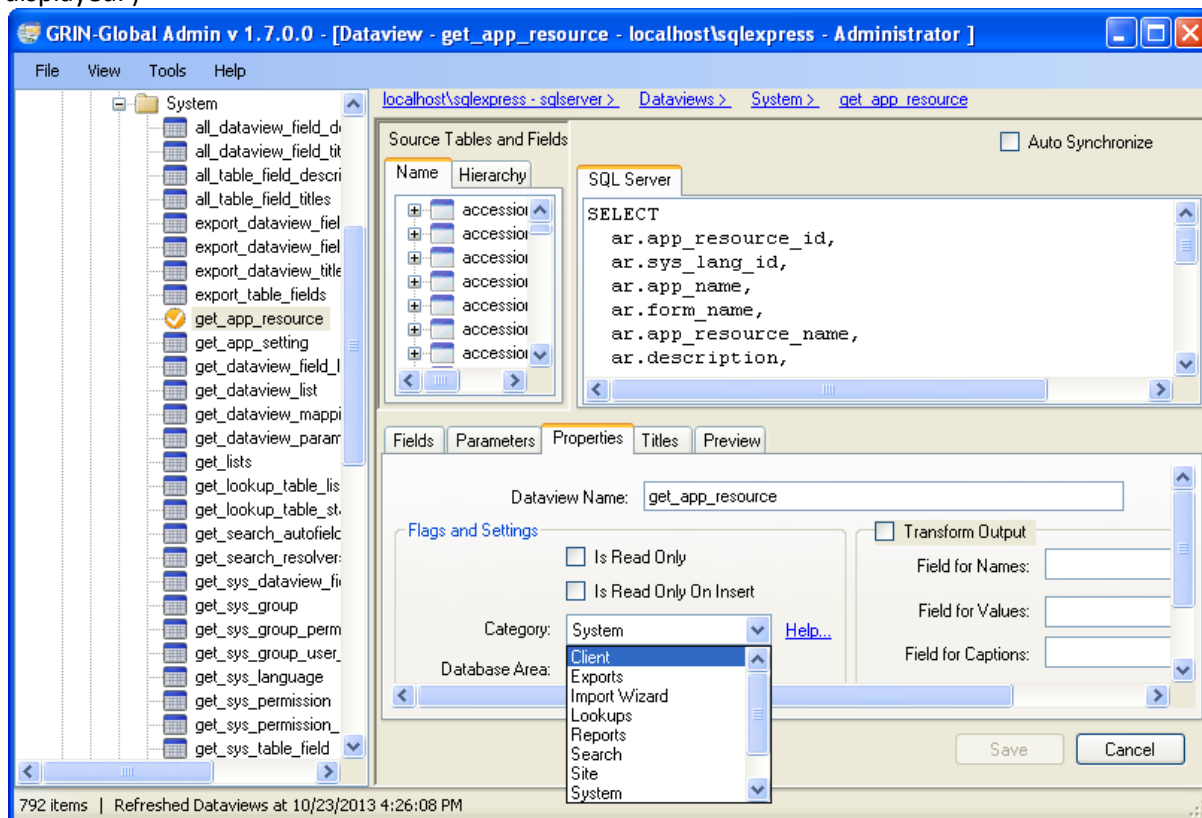 GRIN-Global Admin v 1.7.0.0 - [Dataview - get_app_resource - localhost\sqlexpress - Administrator ]
File View Tools Help
System
all_dataview_field_d
all_dataview_field_tit
all_table_field_descri
all_table_field_titles
export_dataview_fiel
export_dataview_fiel
export_dataview_title
export_table_fields
get_app_resource
get_app_setting
get_dataview_field_l
get_dataview_list
get_dataview_mappi
get_dataview_param
get_lists
get_lookup_table_lis
get_lookup_table_st
get_search_autofield
get_search_resolver
get_sys_dataview_fi
get_sys_group
get_sys_group_perm
get_sys_group_user_
get_sys_language
get_sys_permission
get_sys_permission_
get_sys_table_field
localhost\sqlexpress - sqlserver > Dataviews > System > get_app_resource
Source Tables and Fields
Auto Synchronize
Name Hierarchy
accession
accession
accession
accession
accession
accession
accession
SQL Server
SELECT
ar.app_resource_id,
ar.sys_lang_id,
ar.app_name,
ar.form_name,
ar.app_resource_name,
ar.description,
Fields Parameters Properties Titles Preview
Dataview Name: get_app_resource
Flags and Settings
Is Read Only
Is Read Only On Insert
Category: System Help...
Database Area:
Client
Exports
Import Wizard
Lookups
Reports
Search
Site
System
Transform Output
Field for Names:
Field for Values:
Field for Captions:
Save Cancel
792 items | Refreshed Dataviews at 10/23/2013 4:26:08 PM